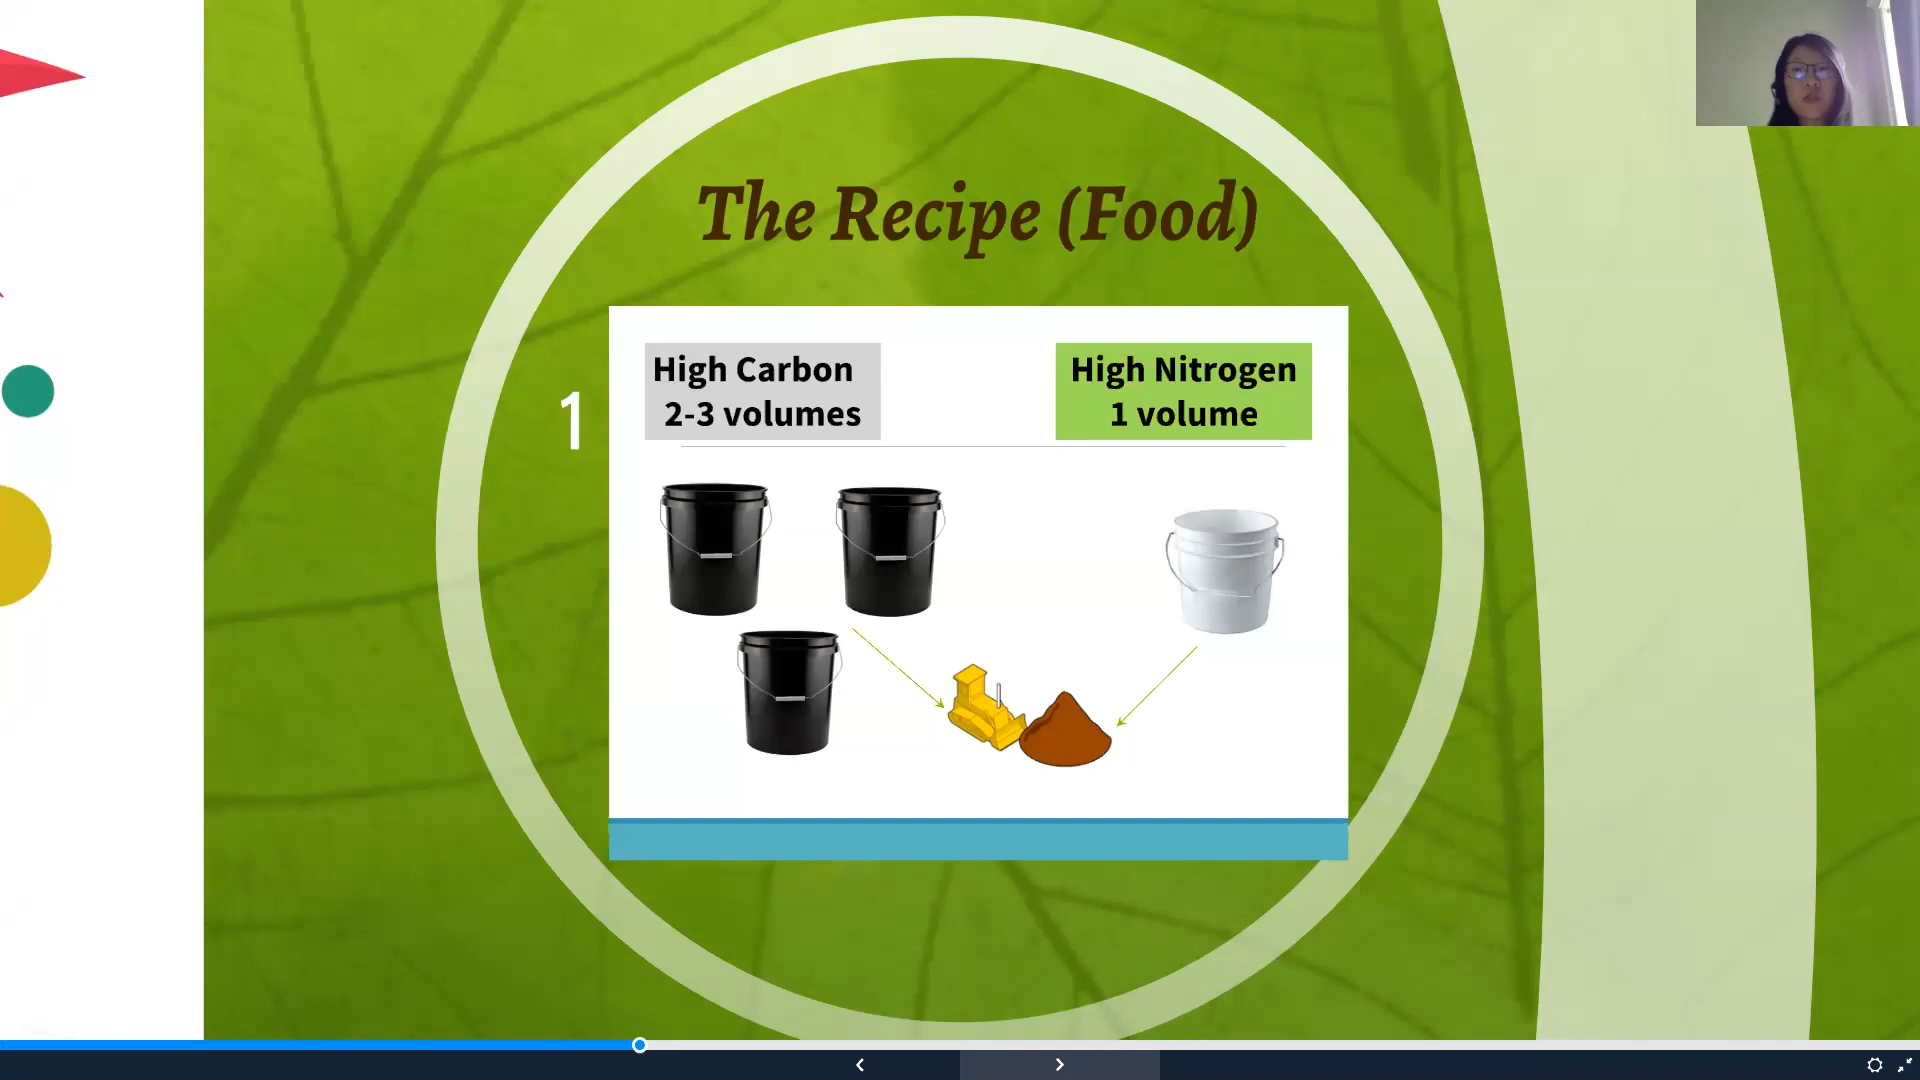 The Recipe (Food)
1
High Carbon
2-3 volumes
High Nitrogen
1 volume